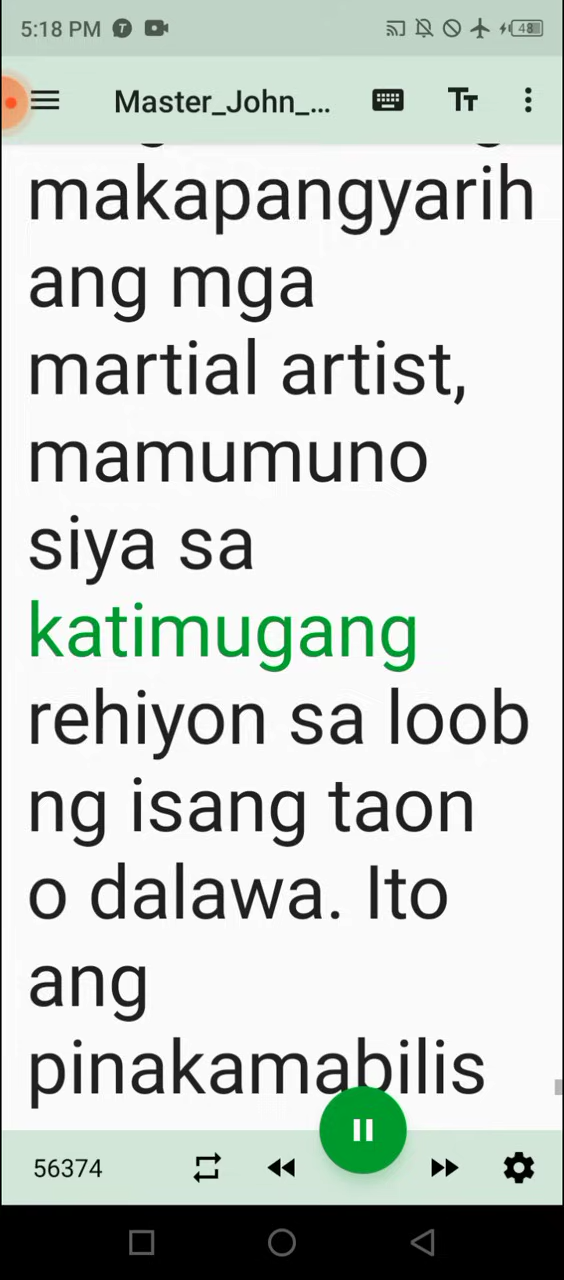 5:18 PM
48
Master_John_...
makapangyarih
ang mga
martial artist,
mamumuno
siya sa
katimugang
rehiyon sa loob
ng isang taon
o dalawa. Ito
ang
pinakamabilis
56374